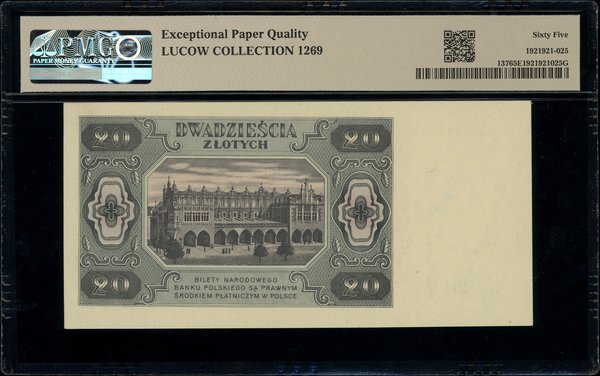 PMG
PAPER MONEY GUARANTY
Exceptional Paper Quality
LUCOW COLLECTION 1269
Sixty Five
1921921-025
13765E1921921025G
20
DWADZIEŚCIA
ZŁOTYCH
20
BILETY NARODOWEGO
BANKU POLSKIEGO SĄ PRAWNYM
ŚRODKIEM PŁATNICZYM W POLSCE
20
20